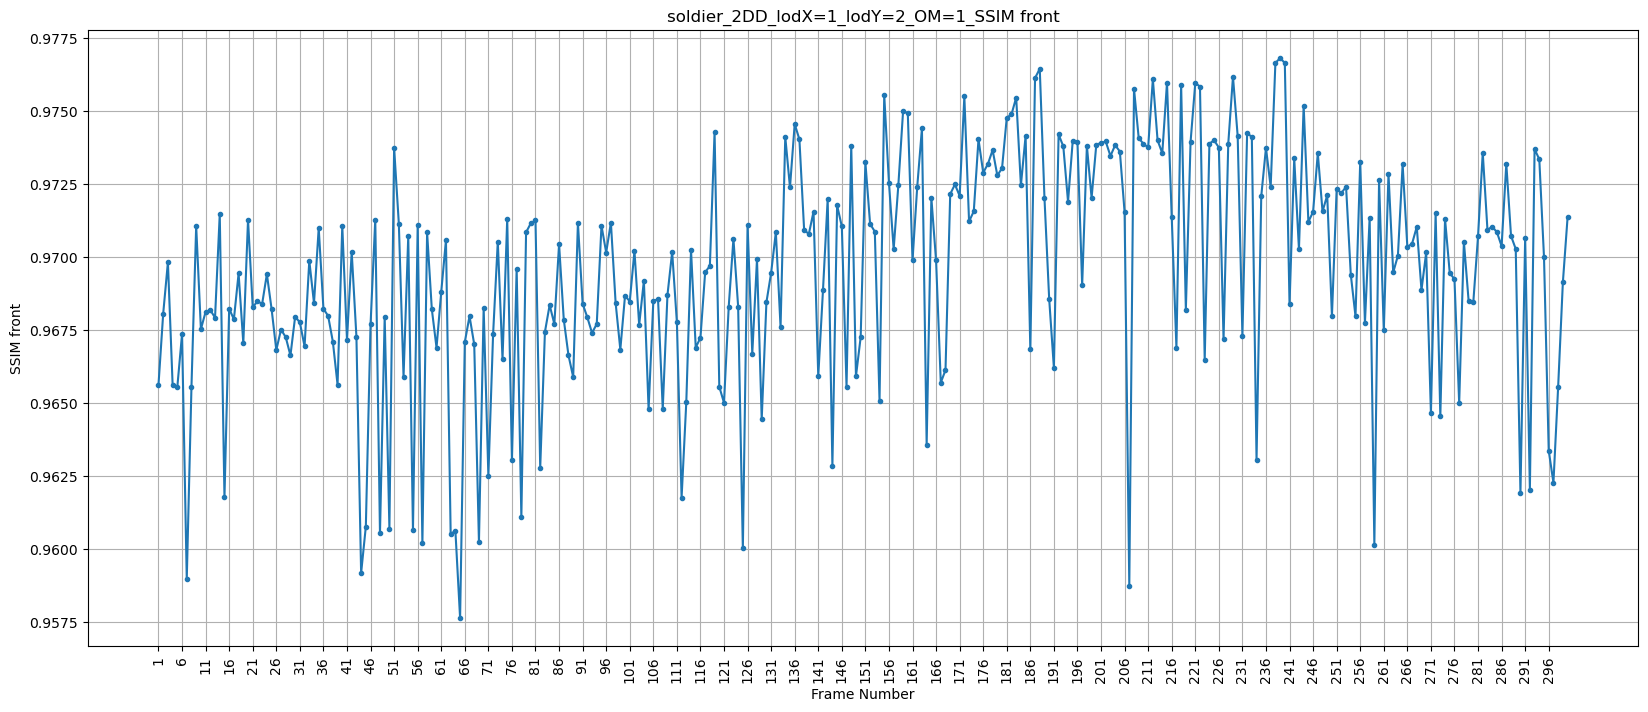 soldier_2DD_lodX=1_lodY=2_OM=1_SSIM front
0.9775
0.9750
0.9725
0.9700
0.9675
0.9650
0.9625
0.9600
0.9575
SSIM front
1 6 11 16 21 26 31 36 41 46 51 56 61 66 71 76 81 86 91 96 101 106 111 116 121 126 131 136 141 146 151 156 161 166 171 176 181 186 191 196 201 206 211 216 221 226 231 236 241 246 251 256 261 266 271 276 281 286 291 296
Frame Number